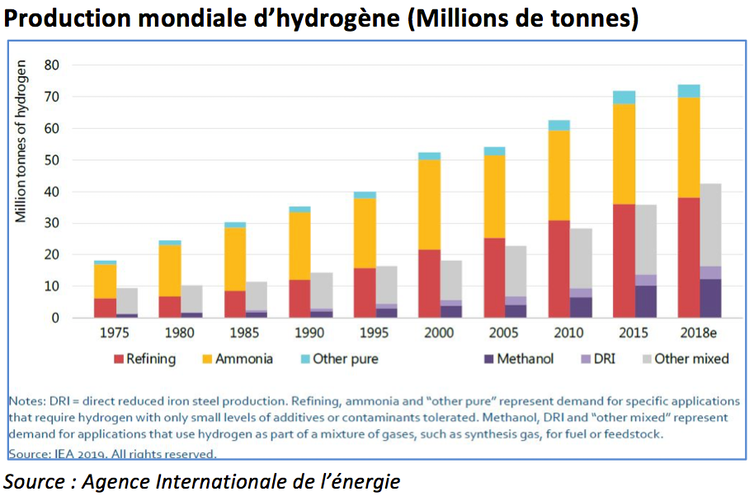 Production mondiale d’hydrogène (Millions de tonnes)
Million tonnes of hydrogen
80
70
60
50
40
30
20
10
0
1975 1980 1985 1990 1995 2000 2005 2010 2015 2018e
Refining Ammonia Other pure Methanol DRI Other mixed
Notes: DRI = direct reduced iron steel production. Refining, ammonia and “other pure” represent demand for specific applications
that require hydrogen with only small levels of additives or contaminants tolerated. Methanol, DRI and “other mixed” represent
demand for applications that use hydrogen as part of a mixture of gases, such as synthesis gas, for fuel or feedstock.
Source: IEA 2019. All rights reserved.
Source : Agence Internationale de l’énergie